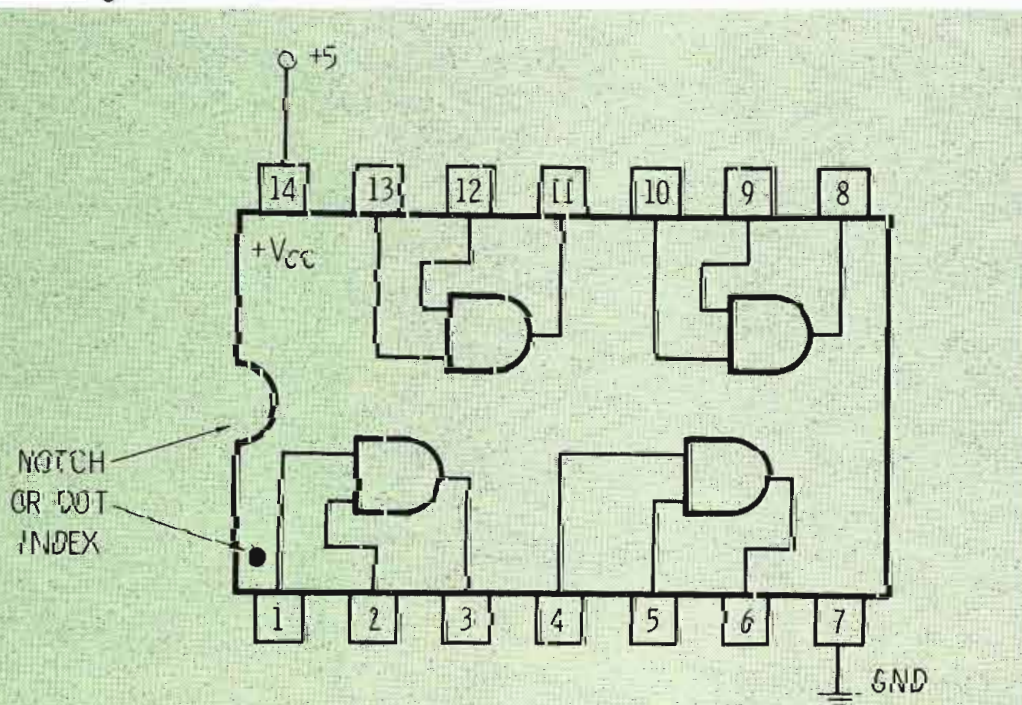 +5
14 13 12 11 10 9 8
+VCC
NOTCH
OR DOT
INDEX
1 2 3 4 5 6 7
GND